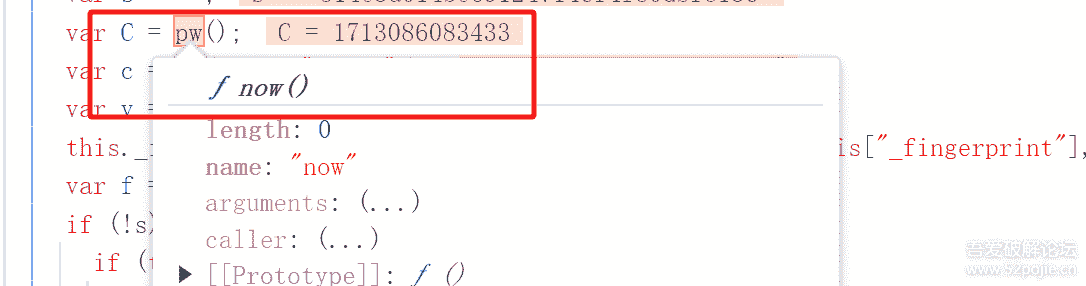 var C = pw();  C = 1713086083433
var c =
f now()
var v =
length: 0
this._
is["_fingerprint"],
name: "now"
var f =
arguments: (...)
if (!s)
caller: (...)
if (
▶ [[Prototype]]: f ()
吾爱破解论坛
www.52pojie.cn